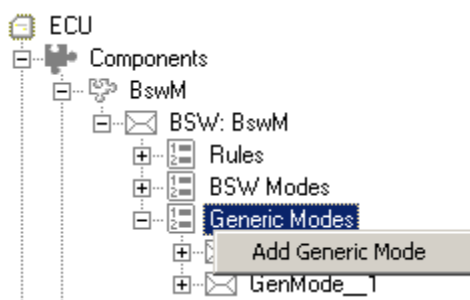 ECU
Components
BswM
BSW: BswM
Rules
BSW Modes
Generic Modes
Add Generic Mode
GenMode__1